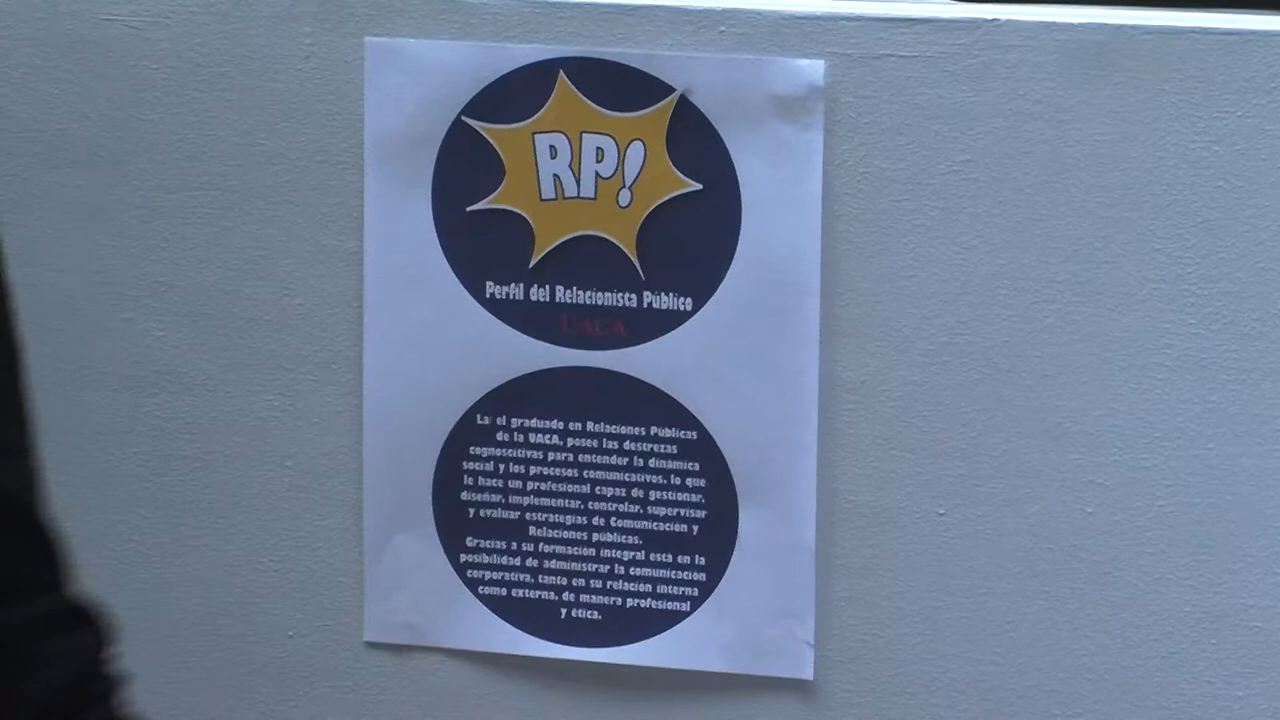 RP!
Perfil del Relacionista Público
UACA
La: el graduado en Relaciones Públicas
de la UACA, posee las destrezas
cognoscitivas para entender la dinámica
social y los procesos comunicativos, lo que
le hace un profesional capaz de gestionar,
diseñar, implementar, controlar, supervisar
y evaluar estrategias de Comunicación y
Relaciones públicas.
Gracias a su formación integral está en la
posibilidad de administrar la comunicación
corporativa, tanto en su relación interna
como externa, de manera profesional
y ética.